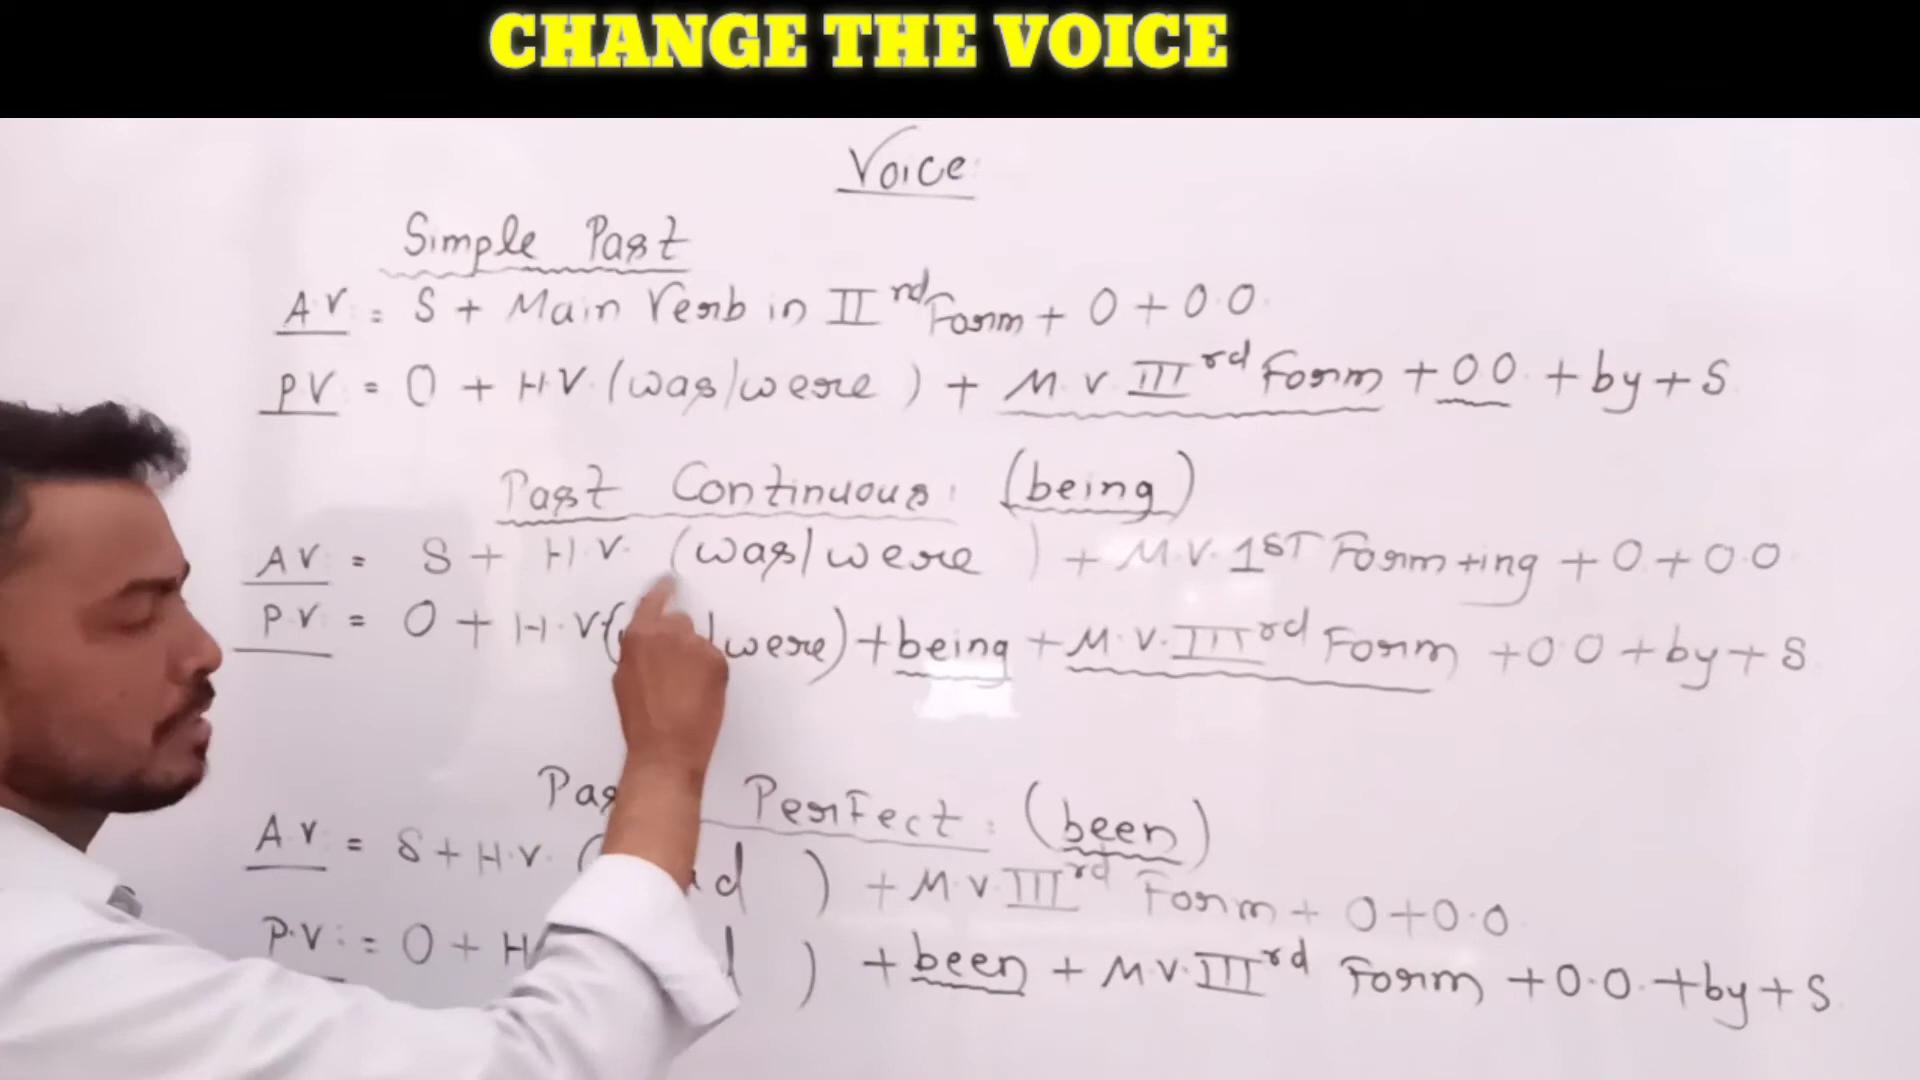 CHANGE THE VOICE
Voice
Simple Past
A.V. = S + Main Verb in II rd Form + O + O.O.
P.V = O + H.V. (was/were) + M.V III rd Form + O O. + by + S
Past Continuous: (being)
A.V = S + H.V. (was/were ) + M.V. 1ST Form+ing + O + O.O
P.V = O + H.V( /were) + being + M.V. III rd Form + O.O + by + S
Perfect: (been)
A.V = S + H.V. ( d ) + M.V III rd Form + O + O.O
P.V. = O + H ) + been + M.V. III rd Form + O.O. + by + S